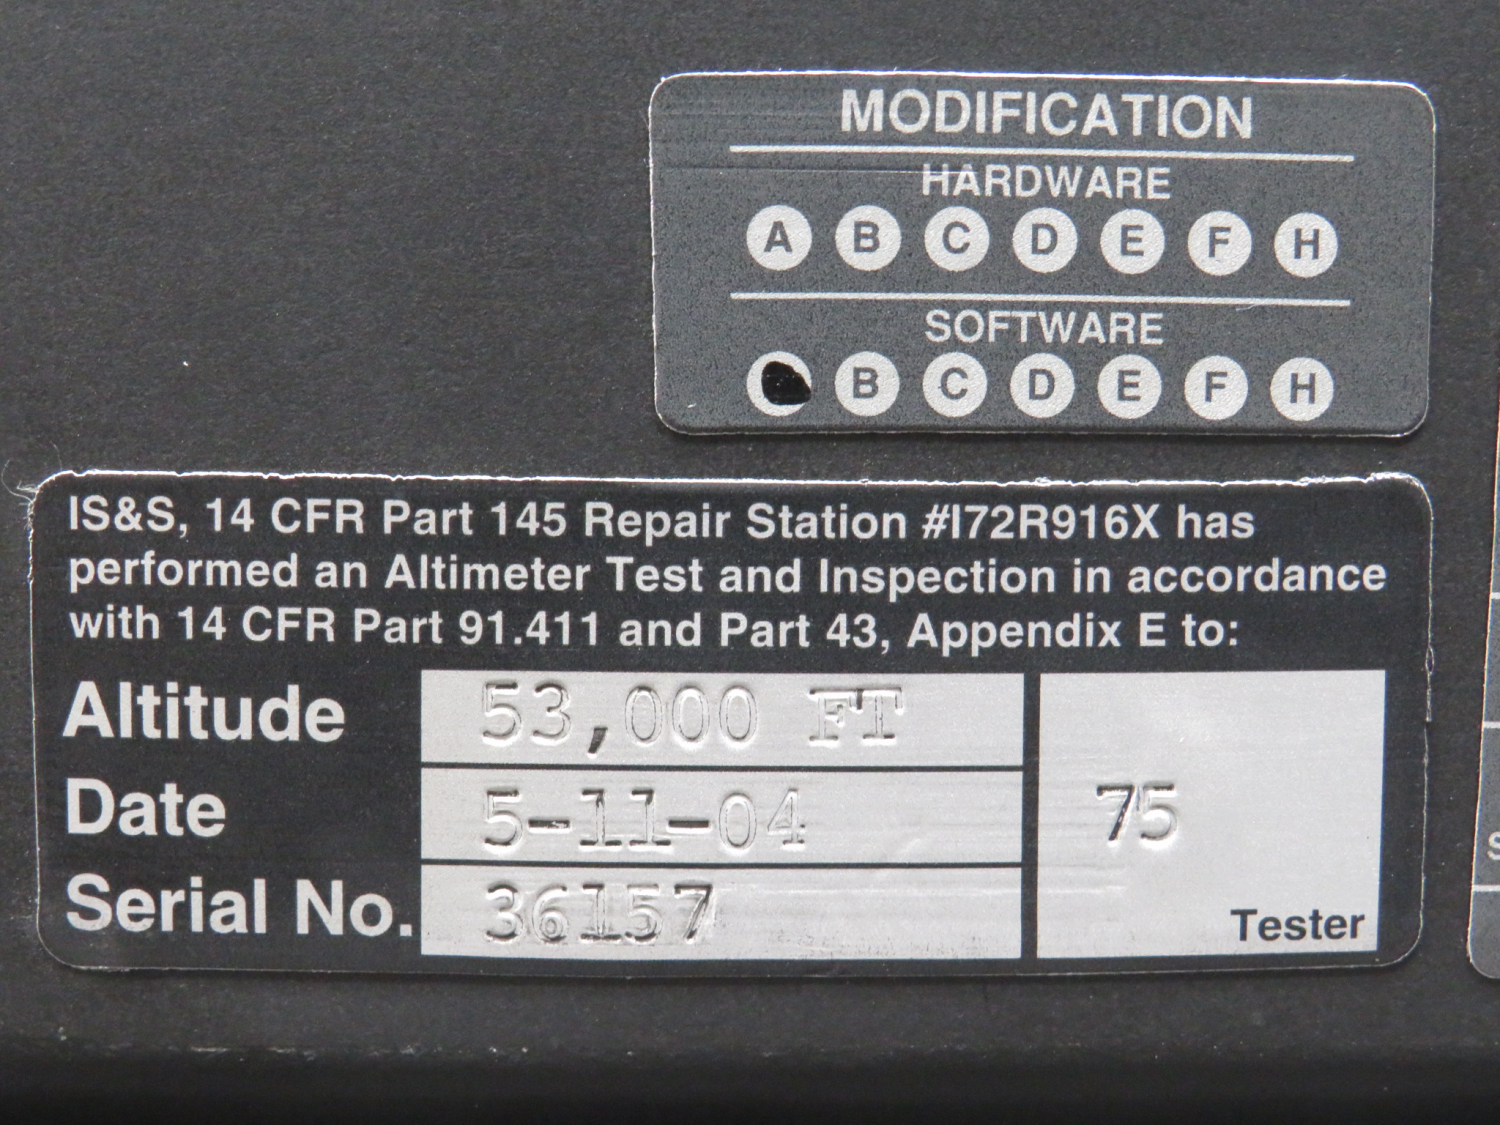 MODIFICATION
HARDWARE
A B C D E F H
SOFTWARE
B C D E F H
IS&S, 14 CFR Part 145 Repair Station #I72R916X has
performed an Altimeter Test and Inspection in accordance
with 14 CFR Part 91.411 and Part 43, Appendix E to:
Altitude 53,000 FT
Date 5-11-04
75
Serial No. 36157
Tester